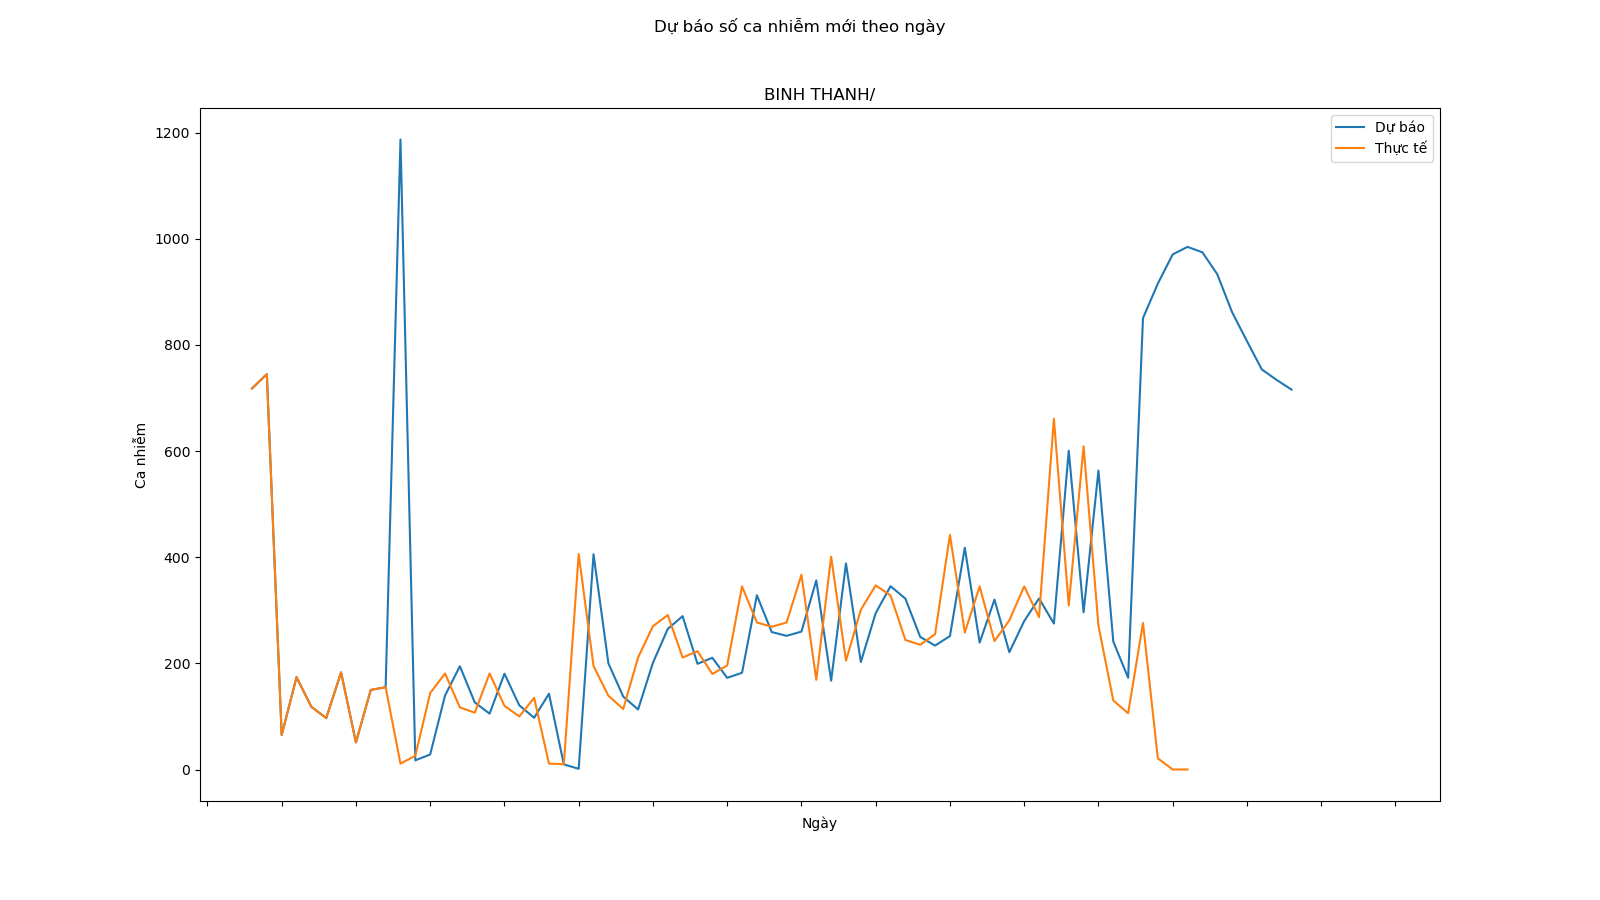 Dự báo số ca nhiễm mới theo ngày
BINH THANH/
Dự báo
Thực tế
1200
1000
800
600
400
200
0
Ca nhiễm
Ngày